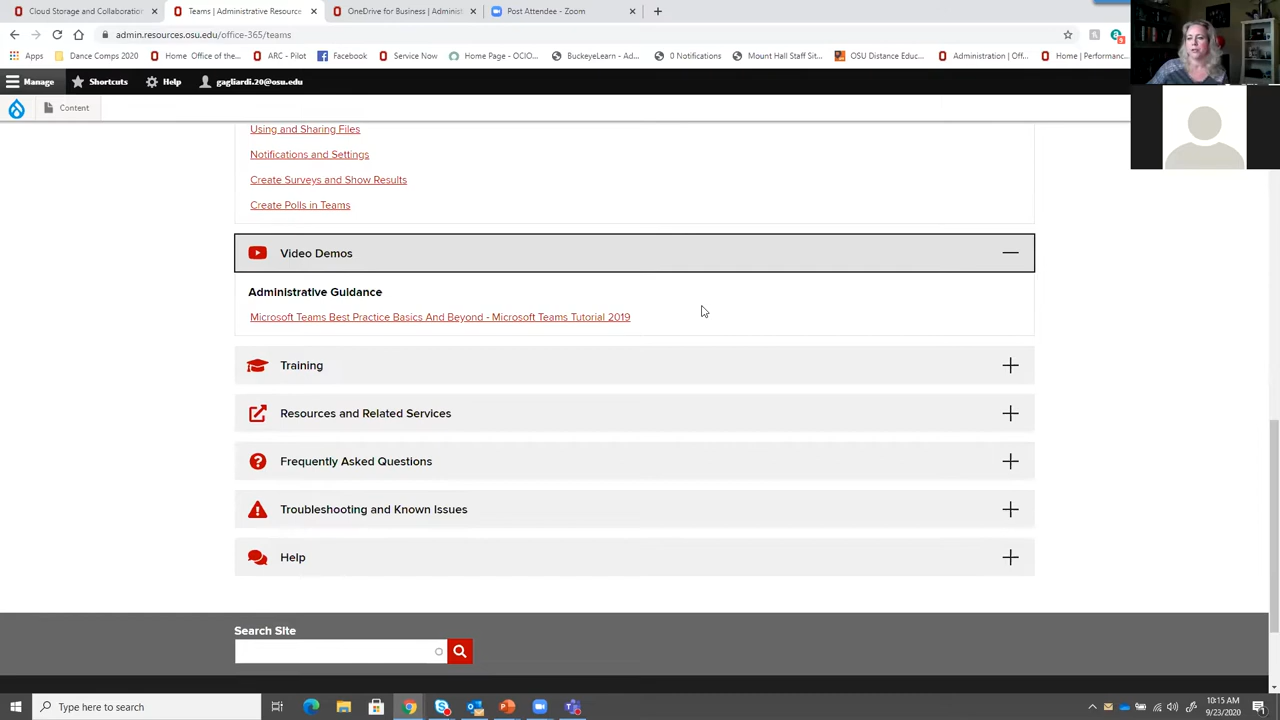 Cloud Storage and Collaboration
Teams | Administrative Resource
OneDrive for Business | Administ
Post Attendee - Zoom
admin.resources.osu.edu/office-365/teams
Apps
Dance Comps 2020
Home Office of the...
ARC - Pilot
Facebook
Service Now
Home Page - OCIO...
BuckeyeLearn - Ad...
0 Notifications
Mount Hall Staff Sit...
OSU Distance Educ...
Administration | Off...
Home | Performanc...
Manage
Shortcuts
Help
gagliardi.20@osu.edu
Content
Using and Sharing Files
Notifications and Settings
Create Surveys and Show Results
Create Polls in Teams
Video Demos
Administrative Guidance
Microsoft Teams Best Practice Basics And Beyond - Microsoft Teams Tutorial 2019
Training
Resources and Related Services
Frequently Asked Questions
Troubleshooting and Known Issues
Help
Search Site
Type here to search
10:15 AM
9/23/2020